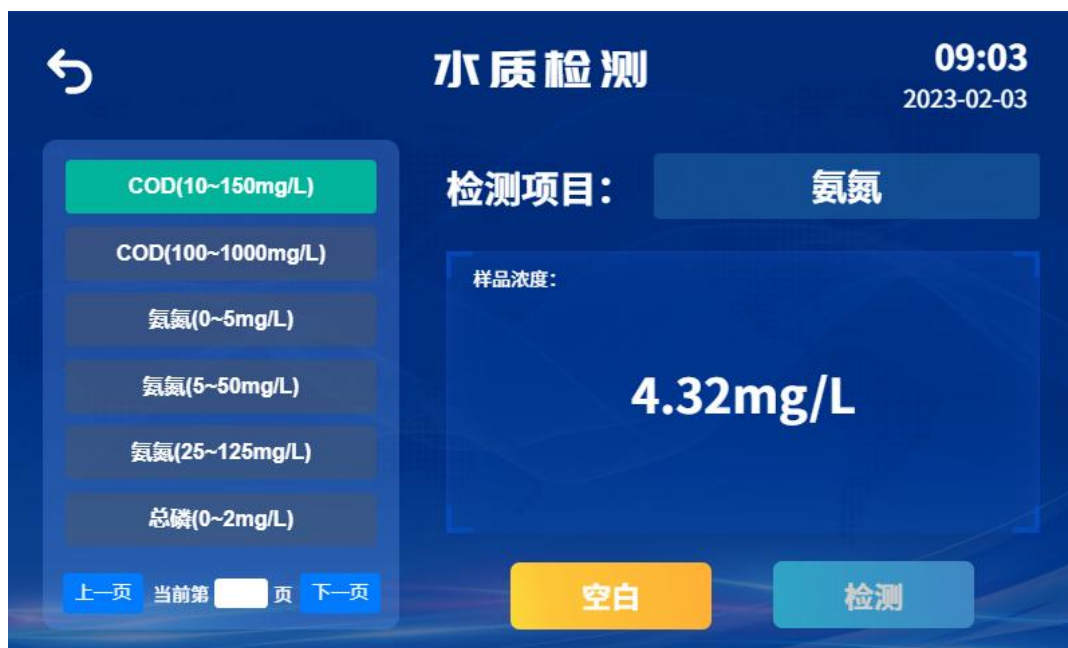 水质检测
09:03
2023-02-03
COD(10~150mg/L)
COD(100~1000mg/L)
氨氮(0~5mg/L)
氨氮(5~50mg/L)
氨氮(25~125mg/L)
总磷(0~2mg/L)
上一页 当前第 页 下一页
检测项目： 氨氮
样品浓度：
4.32mg/L
空白 检测